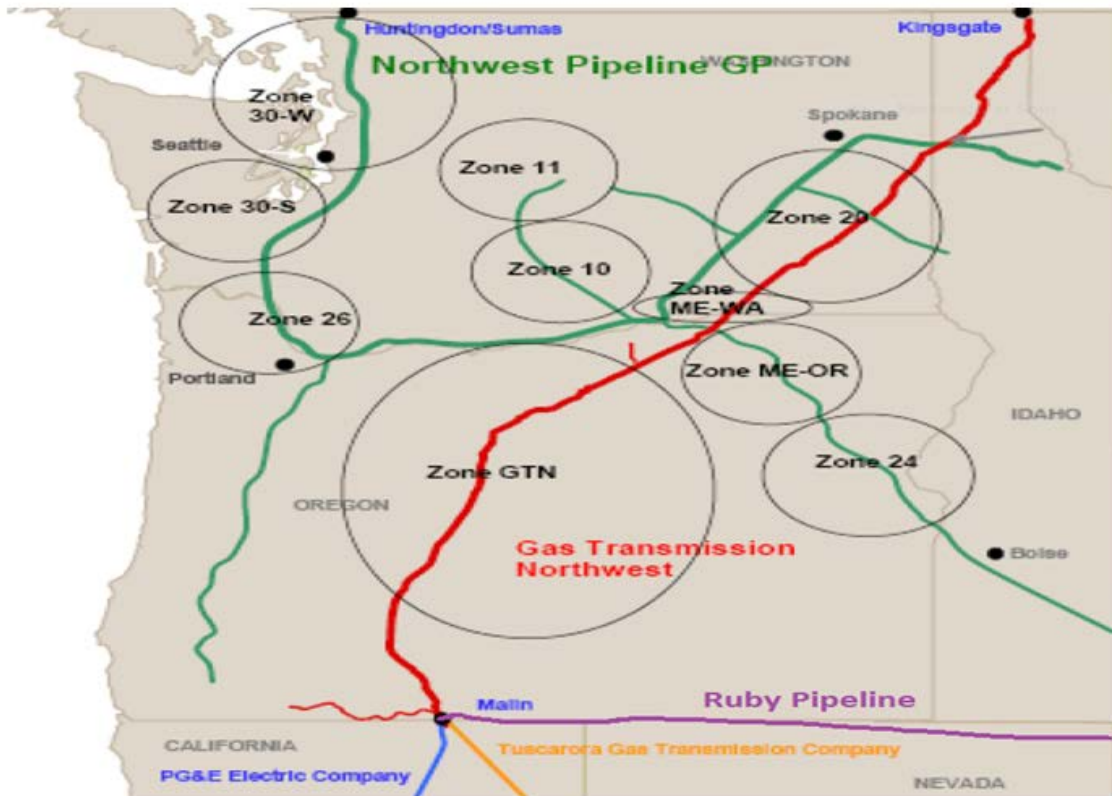 Huntingdon/Sumas
Kingsgate
Northwest Pipeline GP
WASHINGTON
Zone
30-W
Spokane
Seattle
Zone 11
Zone 30-S
Zone 20
Zone 10
Zone
ME-WA
Zone 26
Portland
Zone ME-OR
IDAHO
Zone 24
Zone GTN
OREGON
Gas Transmission
Northwest
Boise
Malin
Ruby Pipeline
CALIFORNIA
Tuscarora Gas Transmission Company
PG&E Electric Company
NEVADA